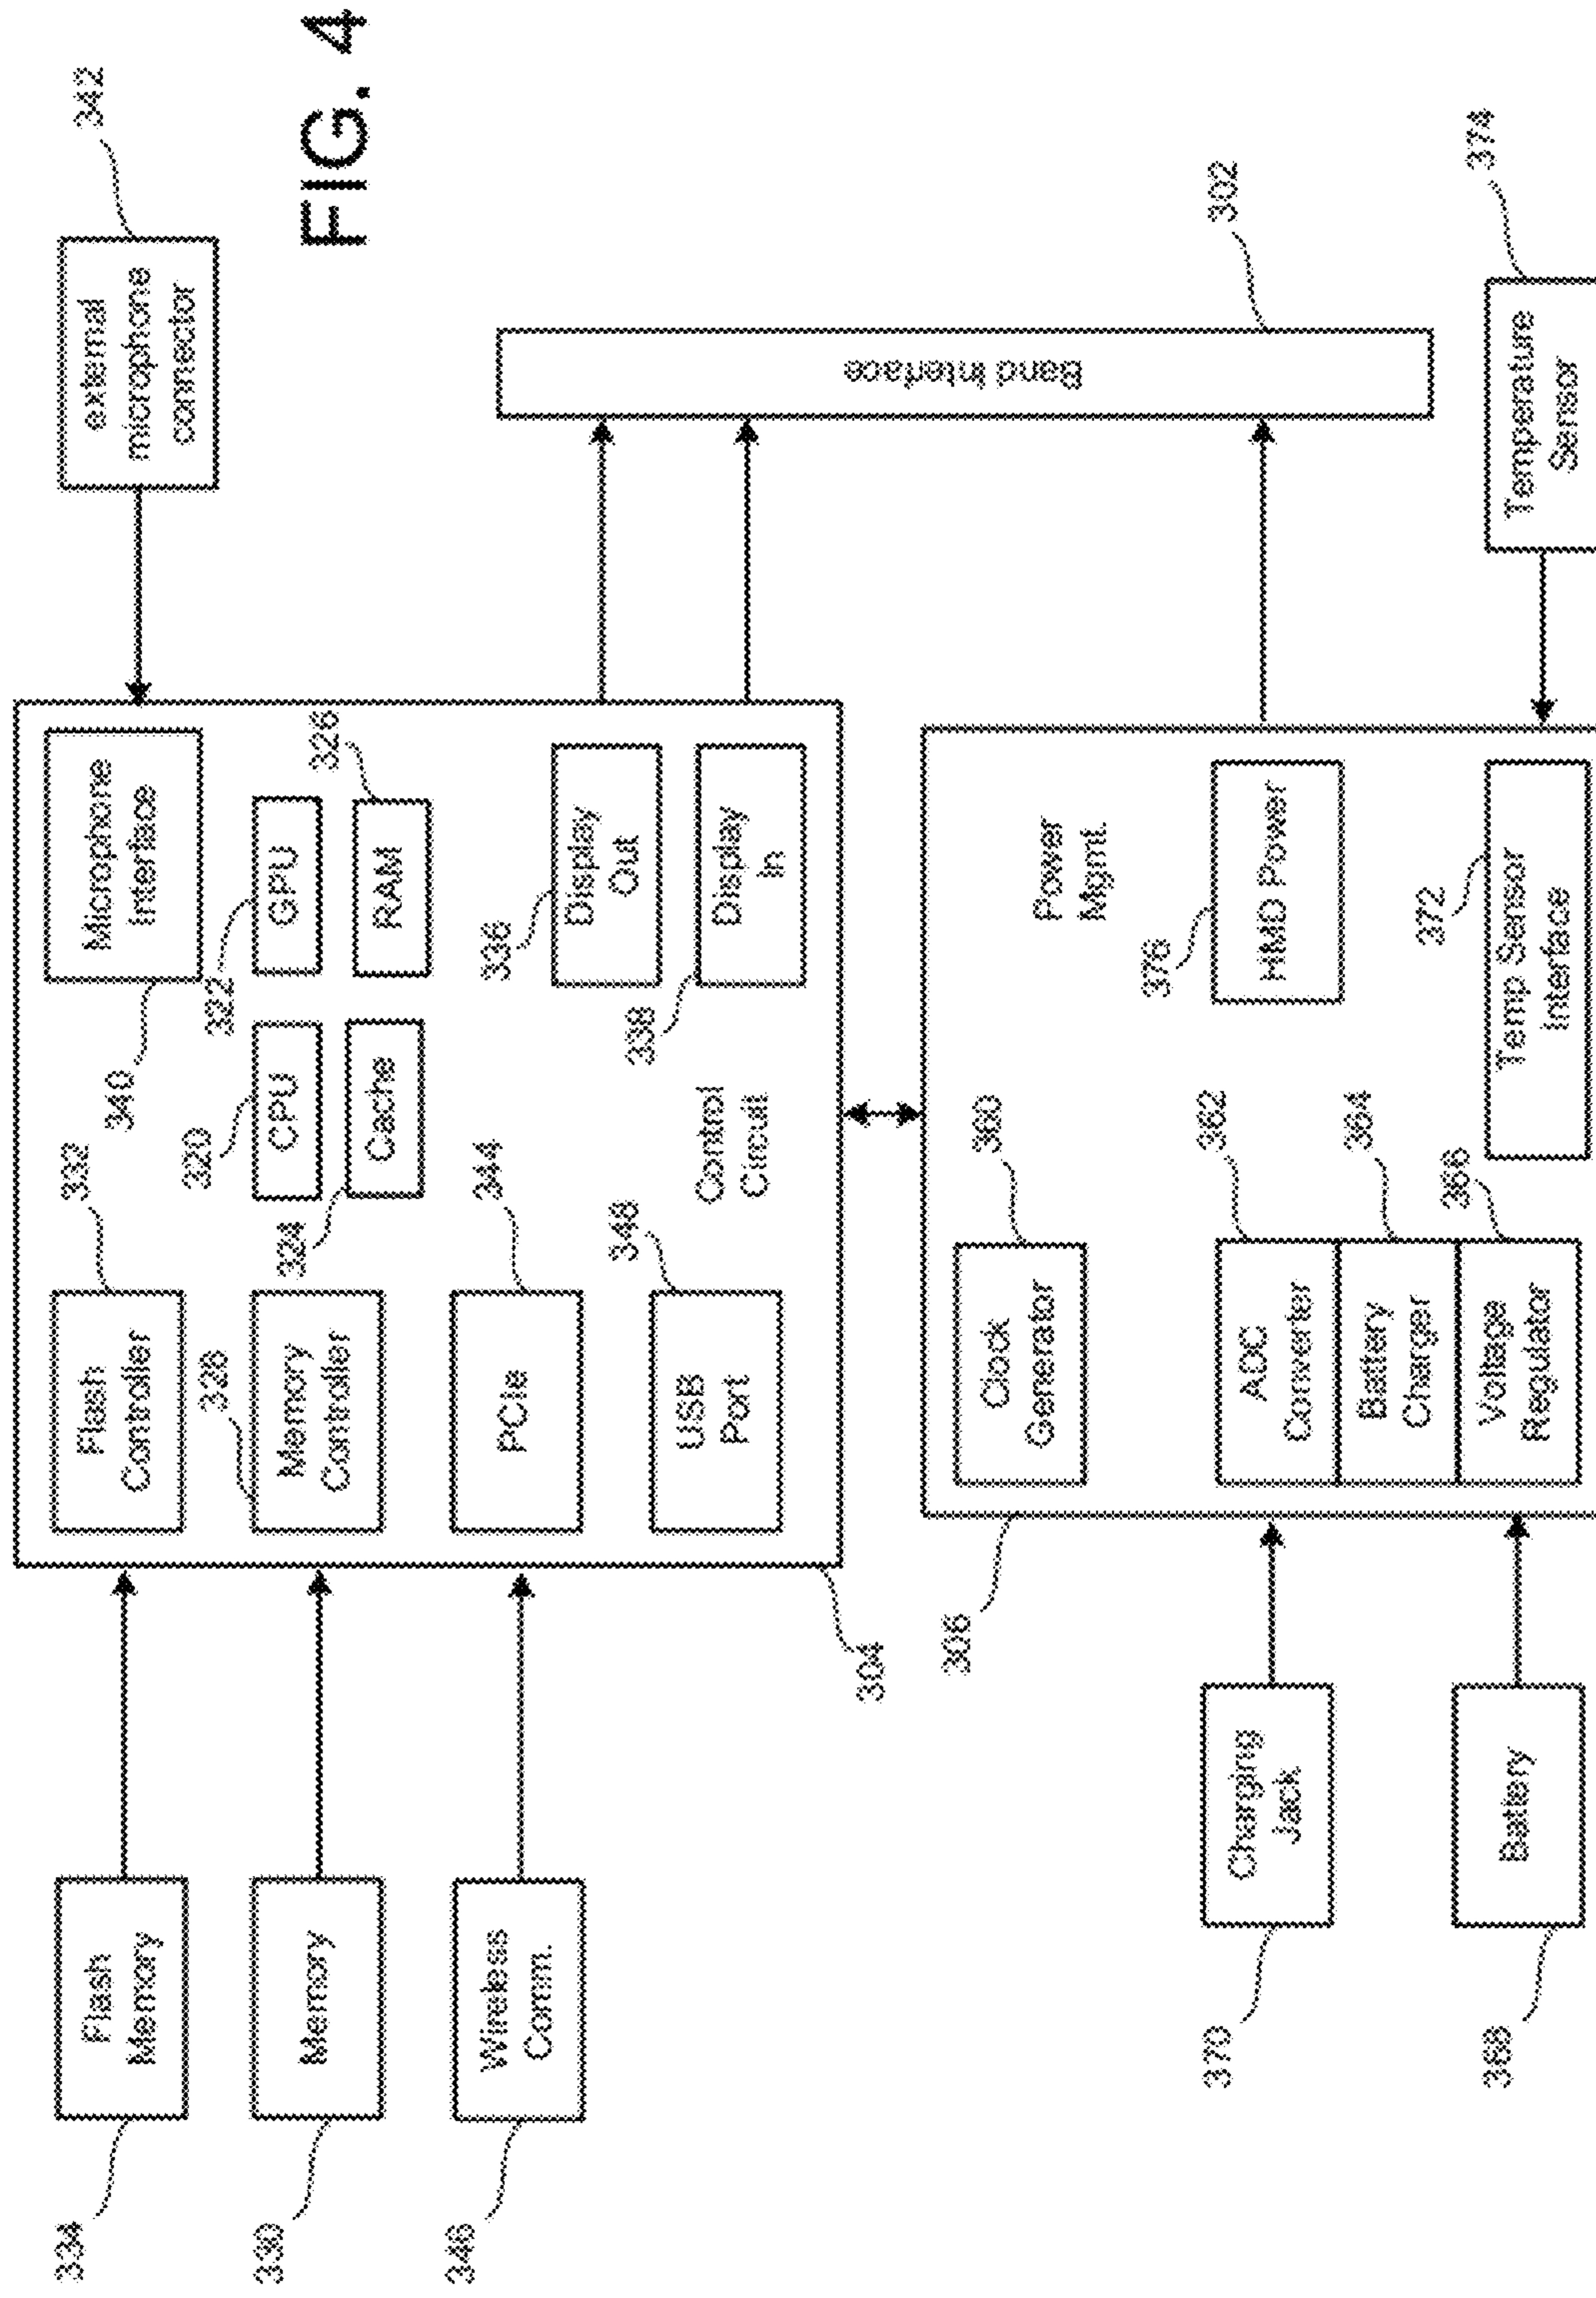 334
Flash
Memory
332
Flash
Controller
340
Microphone
Interface
external
microphone
connector
342
330
Memory
328
Memory
Controller
320
CPU
322
GPU
324
Cache
326
RAM
FIG. 4
346
Wireless
Comm.
344
PCIe
336
Display
Out
348
USB
Port
338
Display
In
Control
Circuit
304
Band Interface
302
306
360
Clock
Generator
Power
Mgmt.
370
Charging
Jack
362
ADC
Converter
376
HMD Power
364
Battery
Charger
368
Battery
366
Voltage
Regulator
372
Temp Sensor
Interface
Temperature
Sensor
374